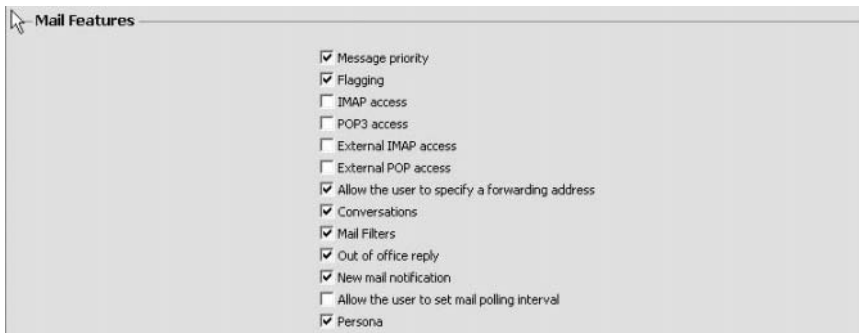 Mail Features
Message priority
Flagging
IMAP access
POP3 access
External IMAP access
External POP access
Allow the user to specify a forwarding address
Conversations
Mail Filters
Out of office reply
New mail notification
Allow the user to set mail polling interval
Persona